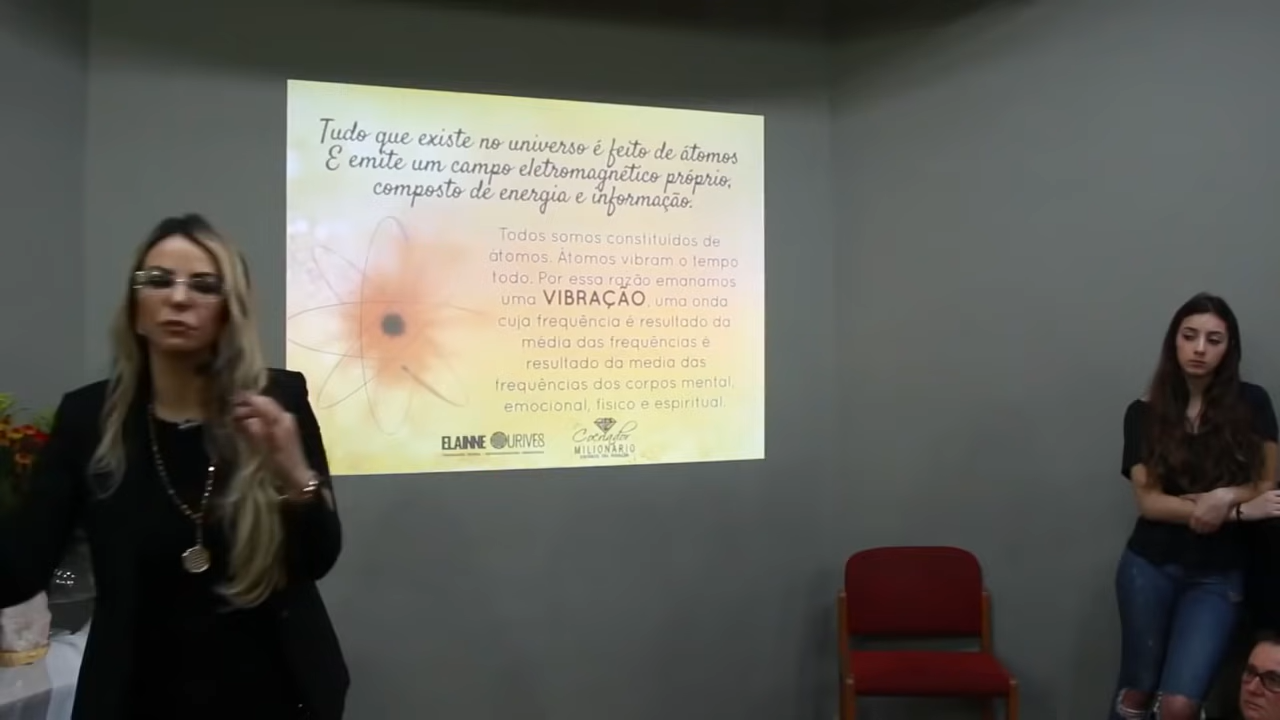 Tudo que existe no universo é feito de átomos
E emite um campo eletromagnético próprio,
composto de energia e informação.
Todos somos constituídos de
átomos. Átomos vibram o tempo
todo. Por essa razão emanamos
uma VIBRAÇÃO, uma onda
cuja frequência é resultado da
média das frequências é
resultado da media das
frequências dos corpos mental,
emocional, físico e espiritual.
ELAINNE OURIVES
Cocriador
MILIONÁRIO